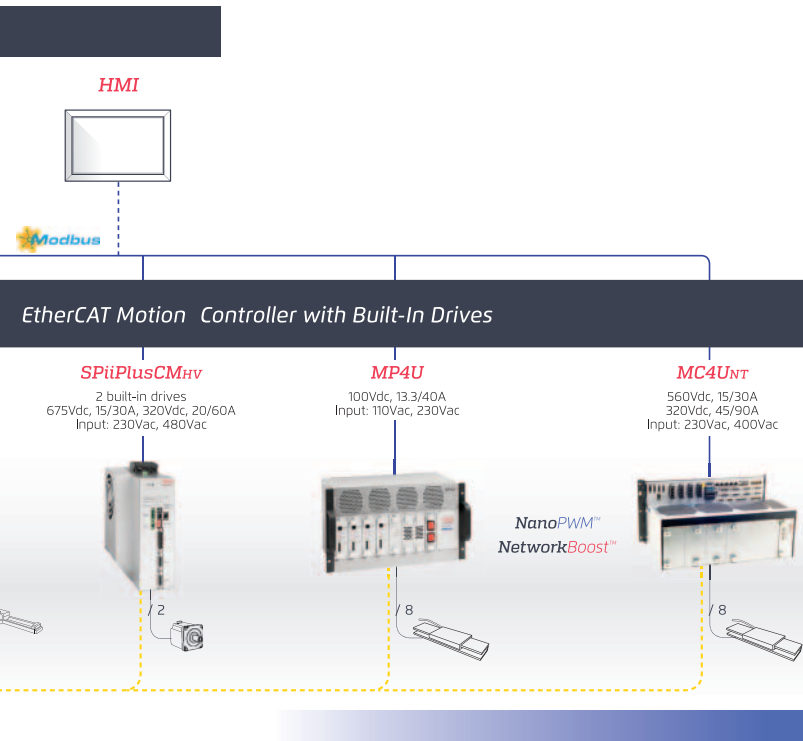 HMI
Modbus
EtherCAT Motion Controller with Built-In Drives
SPiiPlusCMHV
2 built-in drives
675Vdc, 15/30A, 320Vdc, 20/60A
Input: 230Vac, 480Vac
/ 2
MP4U
100Vdc, 13.3/40A
Input: 110Vac, 230Vac
/ 8
NanoPWM™
NetworkBoost™
MC4UNT
560Vdc, 15/30A
320Vdc, 45/90A
Input: 230Vac, 400Vac
/ 8